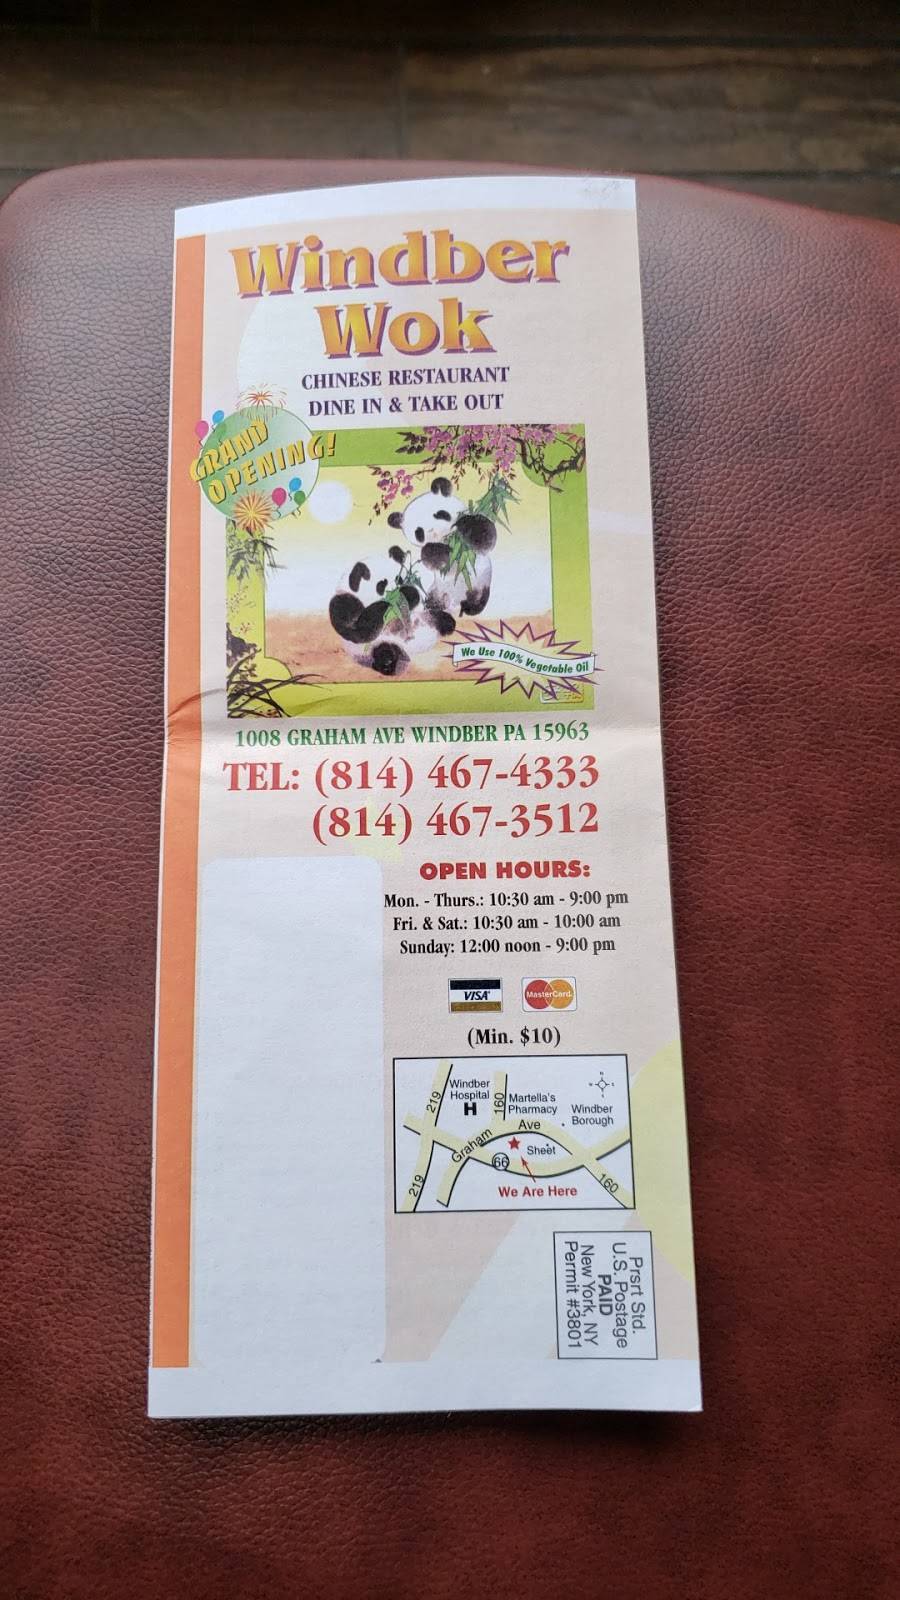 Windber
Wok
CHINESE RESTAURANT
DINE IN & TAKE OUT
GRAND
OPENING!
We Use 100% Vegetable Oil
1008 GRAHAM AVE WINDBER PA 15963
TEL: (814) 467-4333
(814) 467-3512
OPEN HOURS:
Mon. - Thurs.: 10:30 am - 9:00 pm
Fri. & Sat.: 10:30 am - 10:00 am
Sunday: 12:00 noon - 9:00 pm
VISA
MasterCard
(Min. $10)
219
Windber
Hospital
H
160
Martella's
Pharmacy
Windber
Borough
Graham
Ave
Sheet
66
219
160
We Are Here
Prsrt Std.
U.S. Postage
PAID
New York, NY
Permit #3801